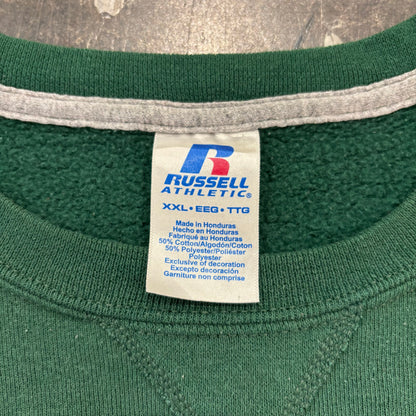 R
RUSSELL
ATHLETIC®
XXL • EEG • TTG
Made in Honduras
Hecho en Honduras
Fabriqué au Honduras
50% Cotton/Algodón/Coton
50% Polyester/Poliéster
Polyester
Exclusive of decoration
Excepto decoración
Garniture non comprise